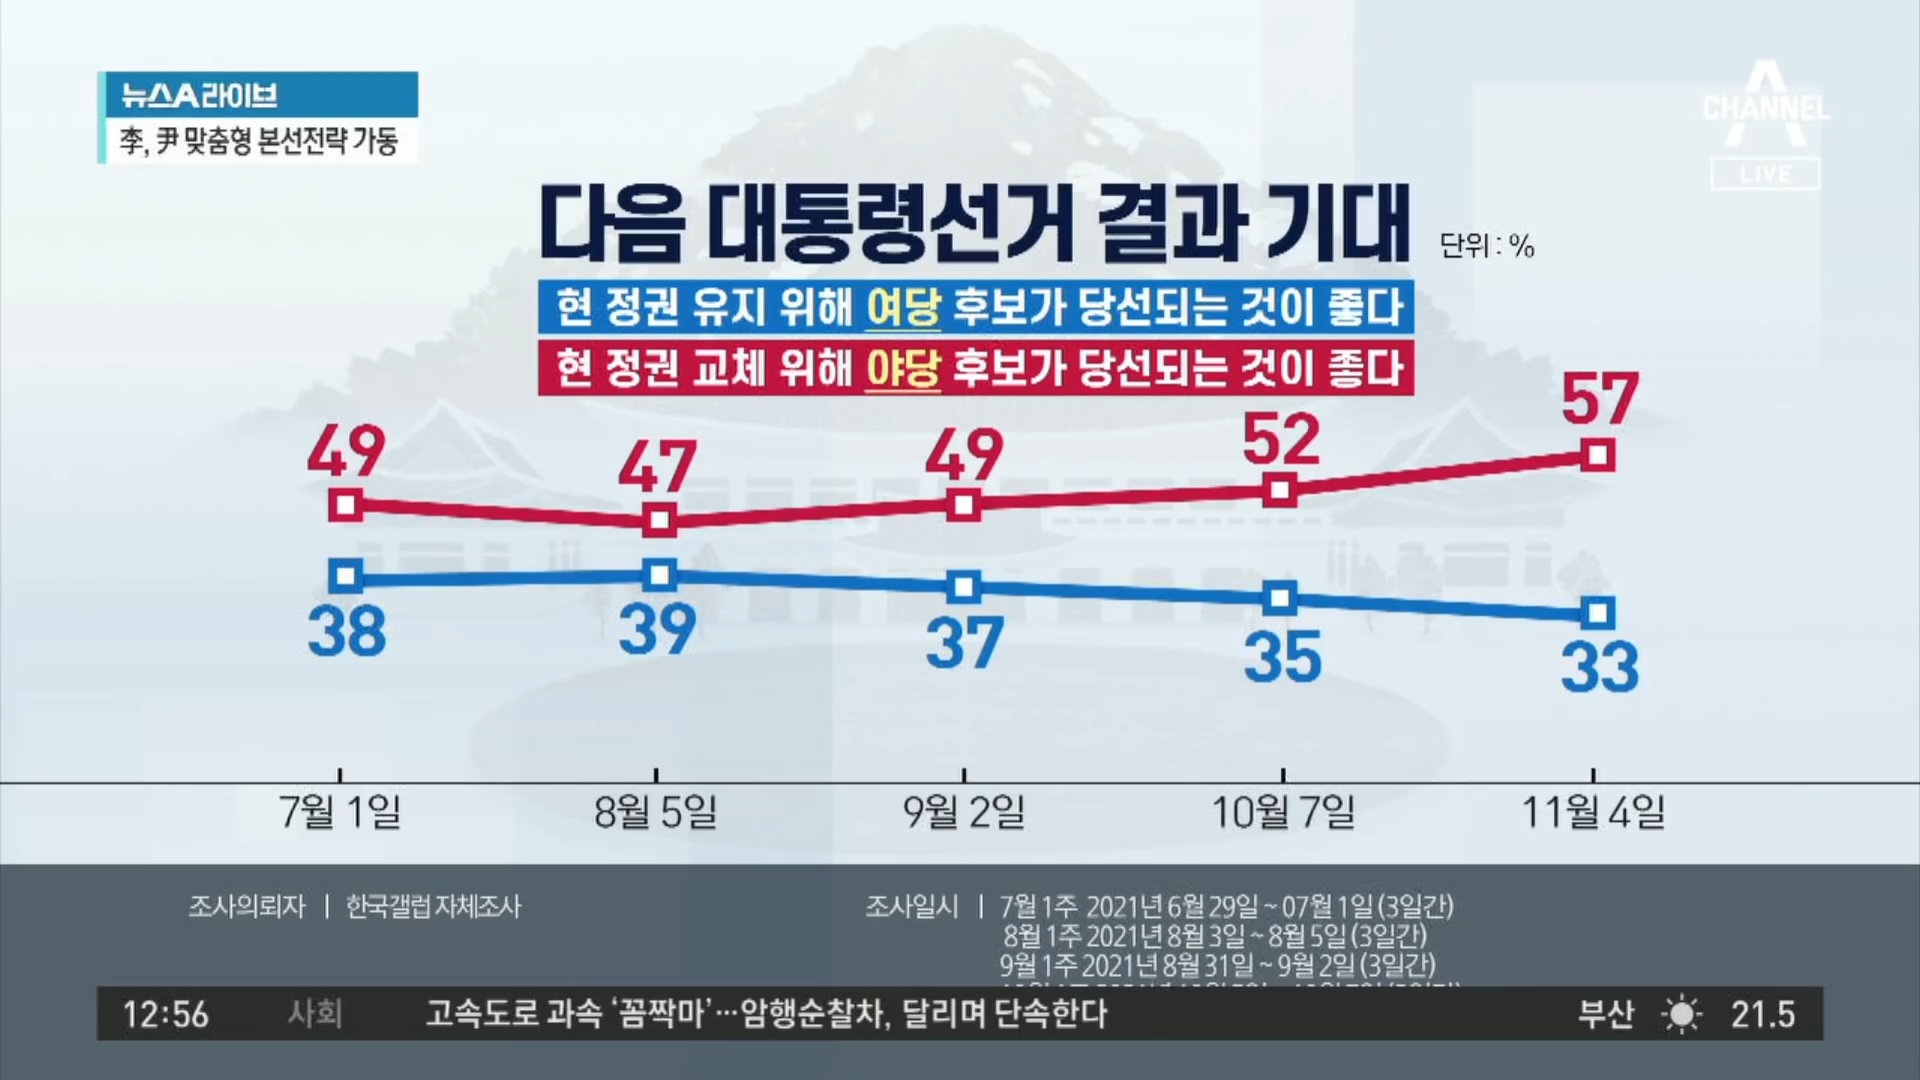 뉴스A 라이브
李, 尹 맞춤형 본선전략 가동
CHANNEL A
LIVE
다음 대통령선거 결과 기대
단위 : %
현 정권 유지 위해 여당 후보가 당선되는 것이 좋다
현 정권 교체 위해 야당 후보가 당선되는 것이 좋다
49 47 49 52 57
38 39 37 35 33
7월 1일 8월 5일 9월 2일 10월 7일 11월 4일
조사의뢰자 | 한국갤럽 자체조사
조사일시 | 7월 1주 2021년 6월 29일 ~ 07월 1일 (3일간)
8월 1주 2021년 8월 3일 ~ 8월 5일 (3일간)
9월 1주 2021년 8월 31일 ~ 9월 2일 (3일간)
12:56 사회 고속도로 과속 ‘꼼짝마’…암행순찰차, 달리며 단속한다 부산 21.5